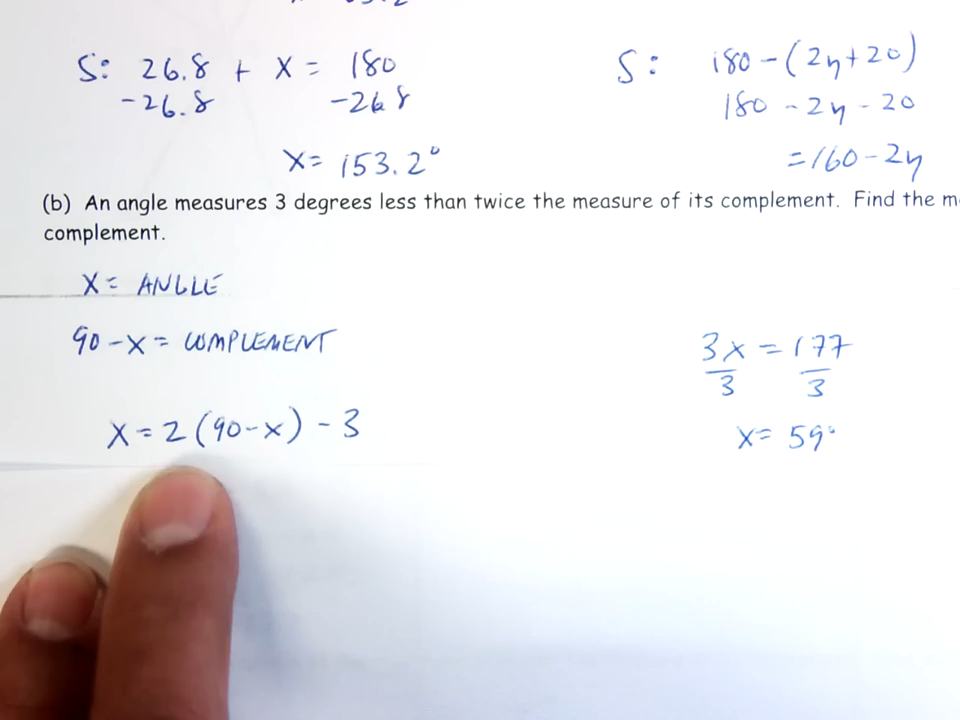 S: 26.8 + X = 180
-26.8 -26.8
X = 153.2°
S: 180 - (2y + 20)
180 - 2y - 20
= 160 - 2y
(b) An angle measures 3 degrees less than twice the measure of its complement. Find the
complement.
X = ANGLE
90 - X = COMPLEMENT
X = 2(90 - X) - 3
3x = 177
3 3
x = 59°